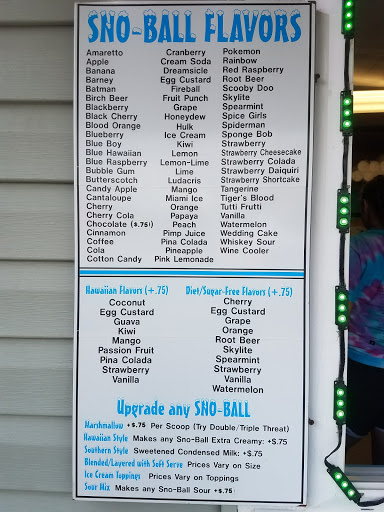 SNO-BALL FLAVORS
Amaretto
Apple
Banana
Barney
Batman
Birch Beer
Blackberry
Black Cherry
Blood Orange
Blueberry
Blue Boy
Blue Hawaiian
Blue Raspberry
Bubble Gum
Butterscotch
Candy Apple
Cantaloupe
Cherry
Cherry Cola
Chocolate ($.75!)
Cinnamon
Coffee
Cola
Cotton Candy
Cranberry
Cream Soda
Dreamsicle
Egg Custard
Fireball
Fruit Punch
Grape
Honeydew
Hulk
Ice Cream
Kiwi
Lemon
Lemon-Lime
Lime
Ludacris
Mango
Miami Ice
Orange
Papaya
Peach
Pimp Juice
Pina Colada
Pineapple
Pink Lemonade
Pokemon
Rainbow
Red Raspberry
Root Beer
Scooby Doo
Skylite
Spearmint
Spice Girls
Spiderman
Sponge Bob
Strawberry
Strawberry Cheesecake
Strawberry Colada
Strawberry Daiquiri
Strawberry Shortcake
Tangerine
Tiger's Blood
Tutti Frutti
Vanilla
Watermelon
Wedding Cake
Whiskey Sour
Wine Cooler
Hawaiian Flavors (+.75)
Coconut
Egg Custard
Guava
Kiwi
Mango
Passion Fruit
Pina Colada
Strawberry
Vanilla
Diet/Sugar-Free Flavors (+.75)
Cherry
Egg Custard
Grape
Orange
Root Beer
Skylite
Spearmint
Strawberry
Vanilla
Watermelon
Upgrade any SNO-BALL
Marshmallow +$.75 Per Scoop (Try Double/Triple Threat)
Hawaiian Style Makes any Sno-Ball Extra Creamy: +$.75
Southern Style Sweetened Condensed Milk: +$.75
Blended/Layered with Soft Serve Prices Vary on Size
Ice Cream Toppings Prices Vary on Toppings
Sour Mix Makes any Sno-Ball Sour +$.75!